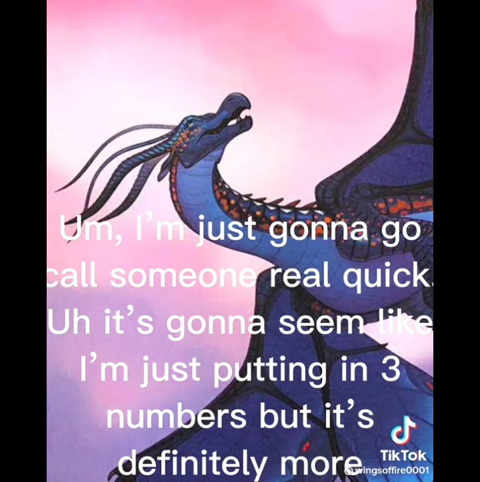 Um, I'm just gonna go
call someone real quick.
Uh it's gonna seem like
I'm just putting in 3
numbers but it's
definitely more
TikTok
@wingsoffire0001